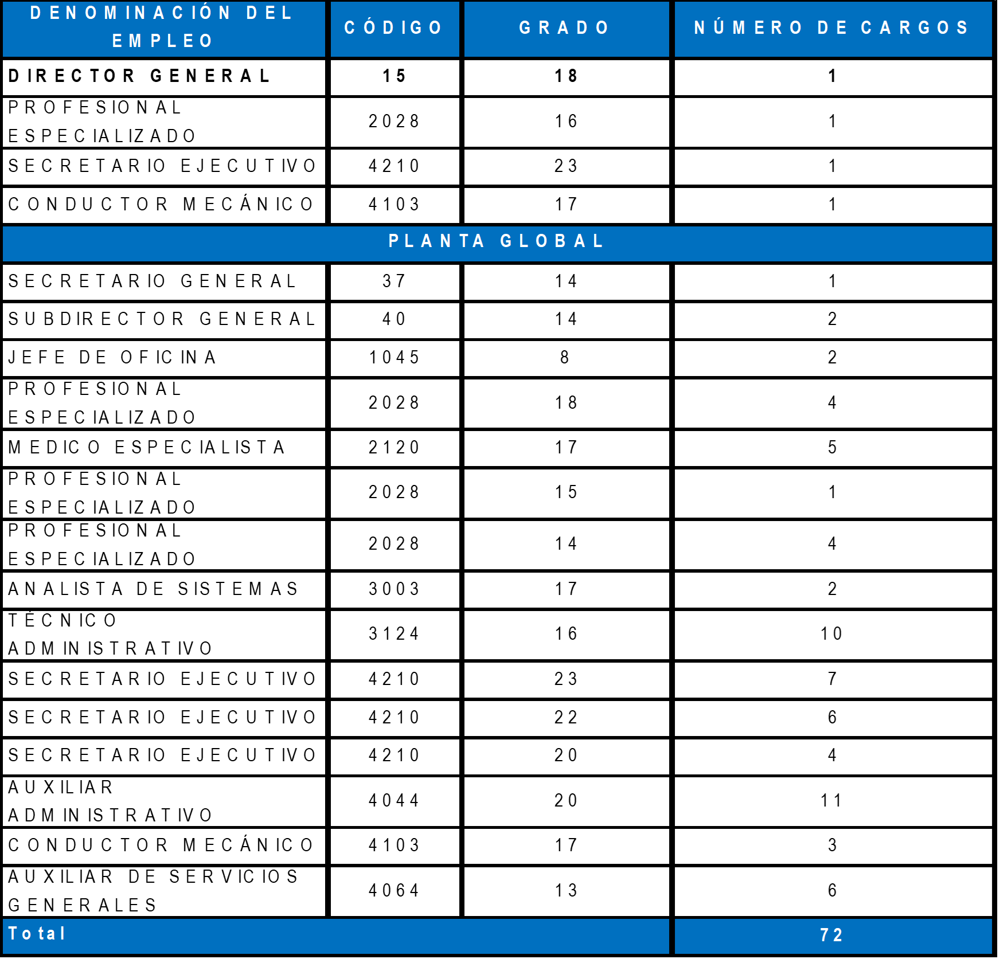 DENOMINACIÓN DEL
EMPLEO
CÓDIGO
GRADO
NÚMERO DE CARGOS
DIRECTOR GENERAL 15 18 1
PROFESIONAL
ESPECIALIZADO
2028 16 1
SECRETARIO EJECUTIVO 4210 23 1
CONDUCTOR MECÁNICO 4103 17 1
PLANTA GLOBAL
SECRETARIO GENERAL 37 14 1
SUBDIRECTOR GENERAL 40 14 2
JEFE DE OFICINA 1045 8 2
PROFESIONAL
ESPECIALIZADO
2028 18 4
MEDICO ESPECIALISTA 2120 17 5
PROFESIONAL
ESPECIALIZADO
2028 15 1
PROFESIONAL
ESPECIALIZADO
2028 14 4
ANALISTA DE SISTEMAS 3003 17 2
TÉCNICO
ADMINISTRATIVO
3124 16 10
SECRETARIO EJECUTIVO 4210 23 7
SECRETARIO EJECUTIVO 4210 22 6
SECRETARIO EJECUTIVO 4210 20 4
AUXILIAR
ADMINISTRATIVO
4044 20 11
CONDUCTOR MECÁNICO 4103 17 3
AUXILIAR DE SERVICIOS
GENERALES
4064 13 6
Total 72